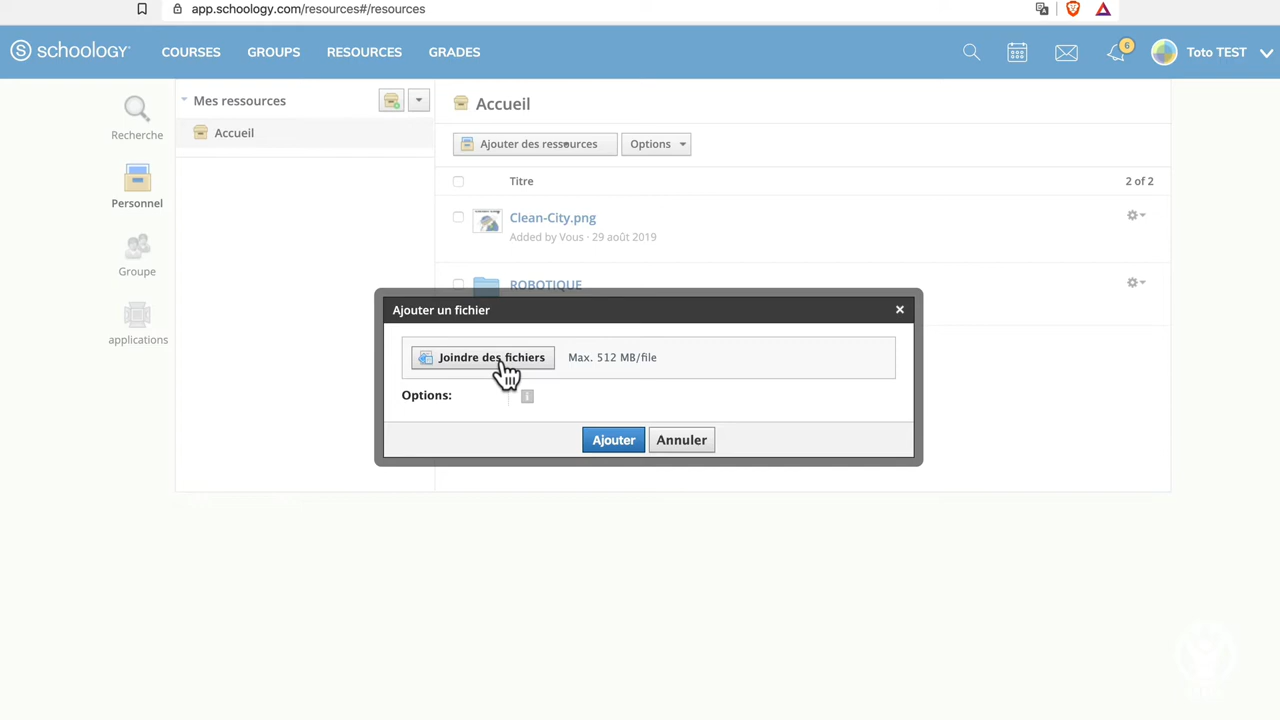 app.schoology.com/resources#/resources
S schoology COURSES GROUPS RESOURCES GRADES 6 Toto TEST
Recherche
Personnel
Groupe
applications
Mes ressources
Accueil
Accueil
Ajouter des ressources Options
Titre 2 of 2
Clean-City.png
Added by Vous · 29 août 2019
ROBOTIQUE
Ajouter un fichier ×
Joindre des fichiers Max. 512 MB/file
Options: i
Ajouter Annuler